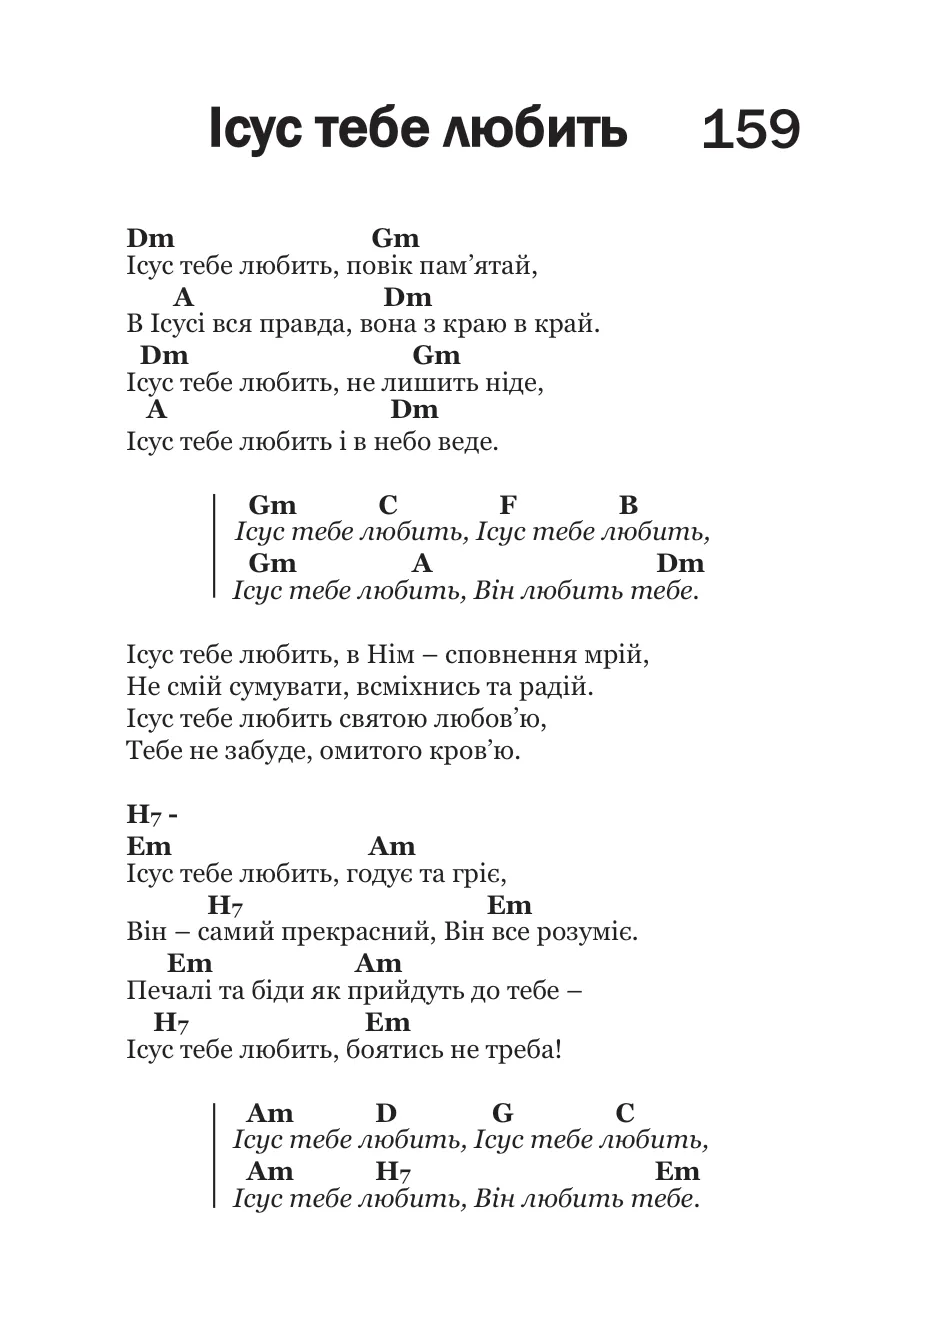 Ісус тебе любить 159
Dm Gm
Ісус тебе любить, повік пам’ятай,
A Dm
В Ісусі вся правда, вона з краю в край.
Dm Gm
Ісус тебе любить, не лишить ніде,
A Dm
Ісус тебе любить і в небо веде.
Gm C F B
Ісус тебе любить, Ісус тебе любить,
Gm A Dm
Ісус тебе любить, Він любить тебе.
Ісус тебе любить, в Нім – сповнення мрій,
Не смій сумувати, всміхнись та радій.
Ісус тебе любить святою любов’ю,
Тебе не забуде, омитого кров’ю.
H7 -
Em Am
Ісус тебе любить, годує та гріє,
H7 Em
Він – самий прекрасний, Він все розуміє.
Em Am
Печалі та біди як прийдуть до тебе –
H7 Em
Ісус тебе любить, боятись не треба!
Am D G C
Ісус тебе любить, Ісус тебе любить,
Am H7 Em
Ісус тебе любить, Він любить тебе.